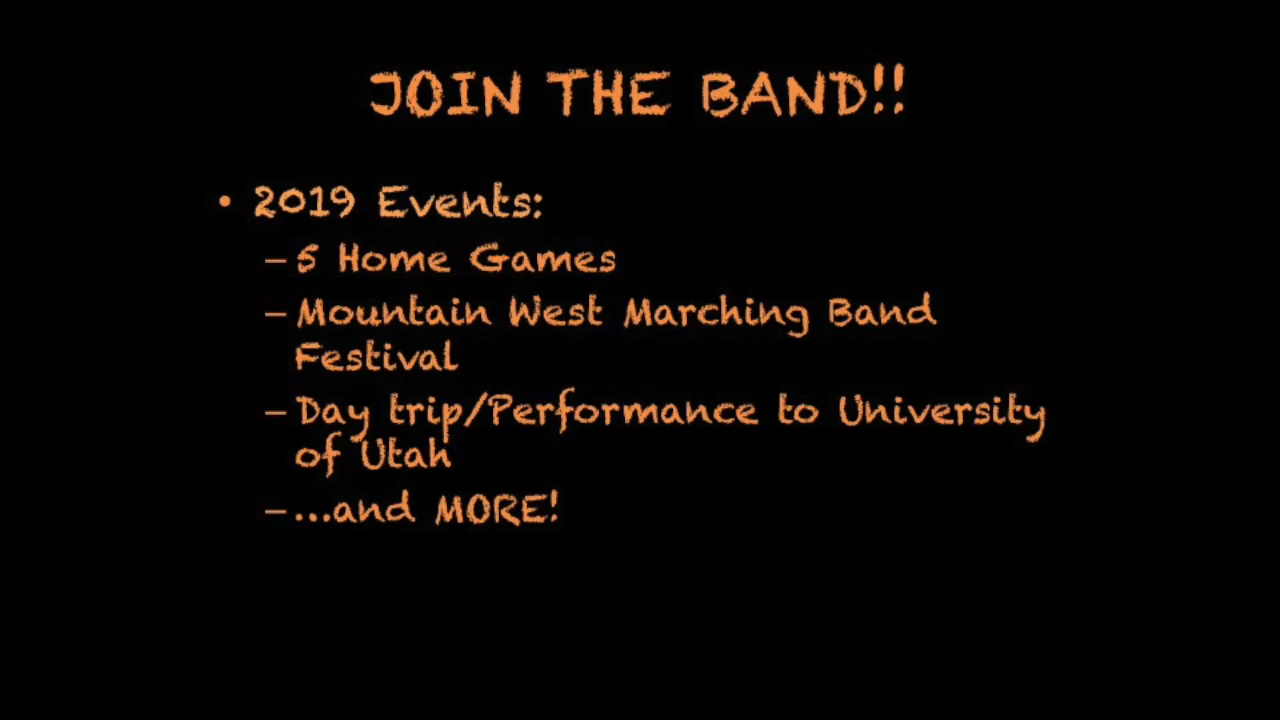 JOIN THE BAND!!
• 2019 Events:
– 5 Home Games
– Mountain West Marching Band
Festival
– Day trip/Performance to University
of Utah
– ...and MORE!